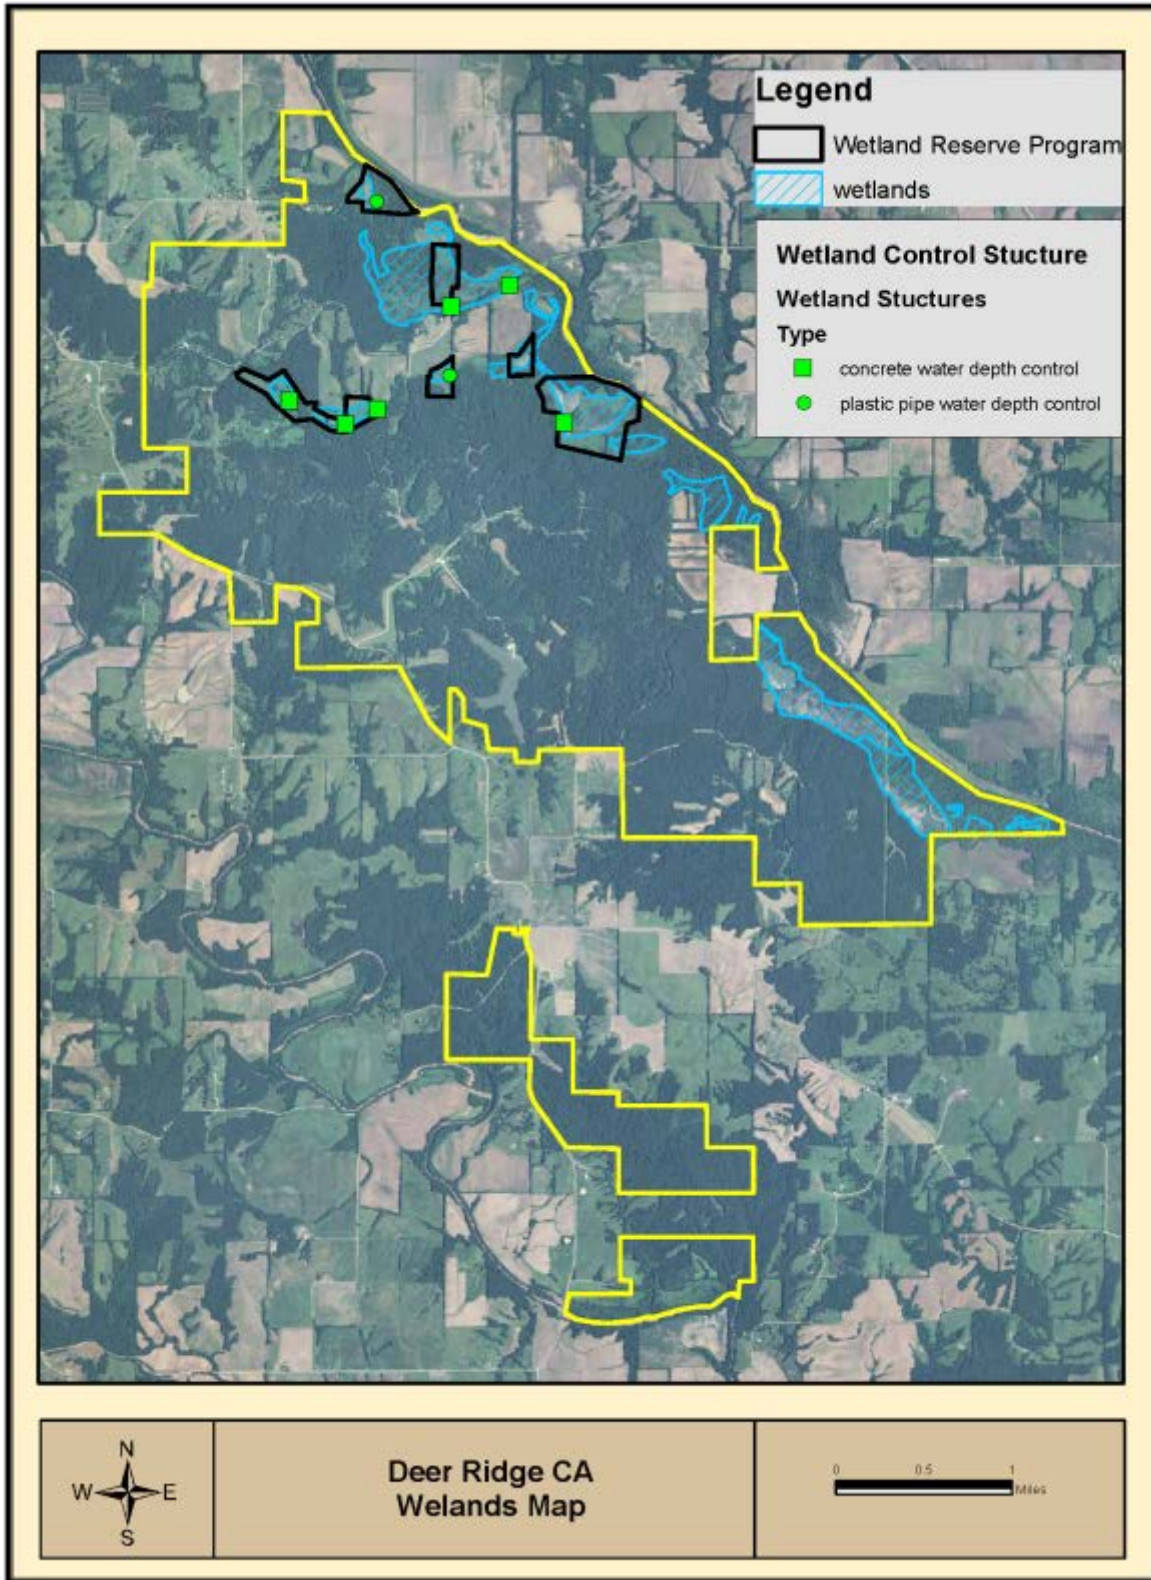 Legend
Wetland Reserve Program
wetlands
Wetland Control Stucture
Wetland Stuctures
Type
concrete water depth control
plastic pipe water depth control
N
W E
S
Deer Ridge CA
Welands Map
0 0.5 1
Miles